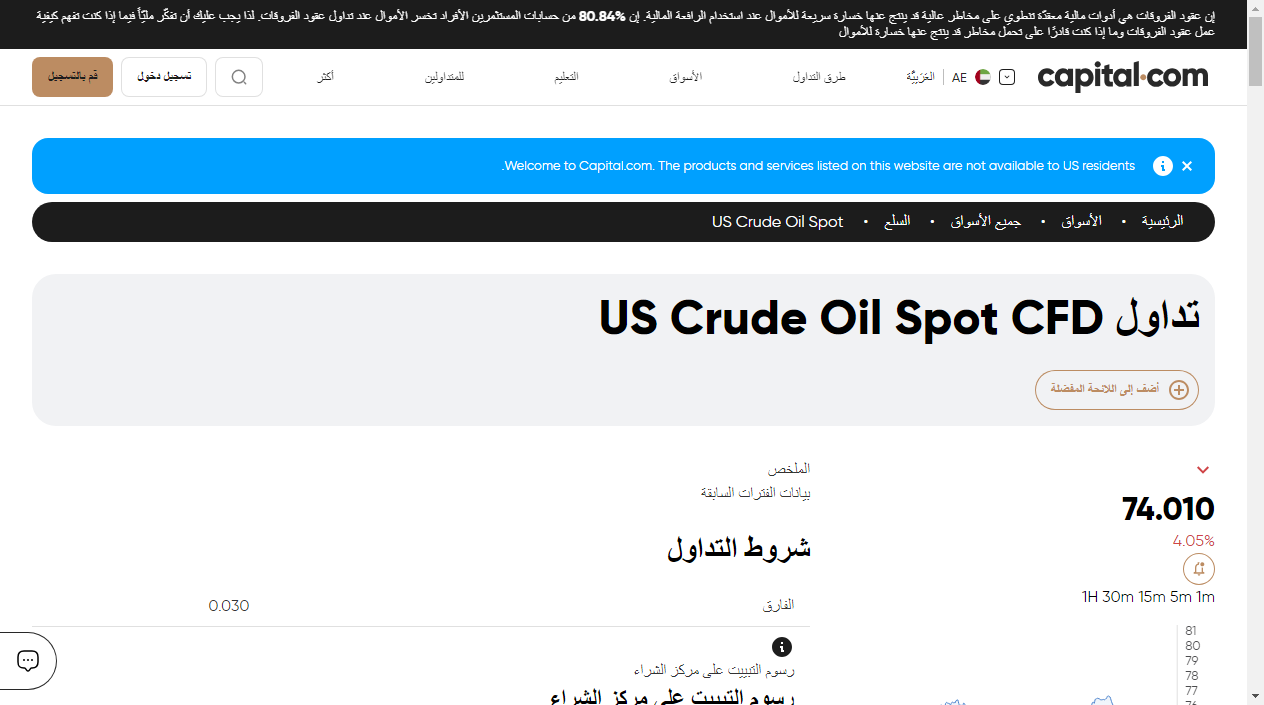 إن عقود الفروقات هي أدوات مالية معقدّة تنطوي على مخاطر عالية قد ينتج عنها خسارة سريعة للأموال عند استخدام الرافعة المالية. إن 80.84% من حسابات المستثمرين الأفراد تخسر الأموال عند تداول عقود الفروقات. لذا يجب عليك أن تفكّر مليّاً فيما إذا كنت تفهم كيفية
عمل عقود الفروقات وما إذا كنت قادرًا على تحمل مخاطر قد ينتج عنها خسارة للأموال
capital.com
AE العَرَبِيَّة
طرق التداول
الأسواق
التعليم
للمتداولين
أكثر
تسجيل دخول
قم بالتسجيل
Welcome to Capital.com. The products and services listed on this website are not available to US residents.
الرئيسية • الأسواق • جميع الأسواق • السلع • US Crude Oil Spot
تداول US Crude Oil Spot CFD
أضف إلى اللائحة المفضلة
74.010
4.05%
1H 30m 15m 5m 1m
81
80
79
78
77
76
الملخص
بيانات الفترات السابقة
شروط التداول
الفارق 0.030
رسوم التبييت على مركز الشراء
رسوم التبييت على مركز الشراء